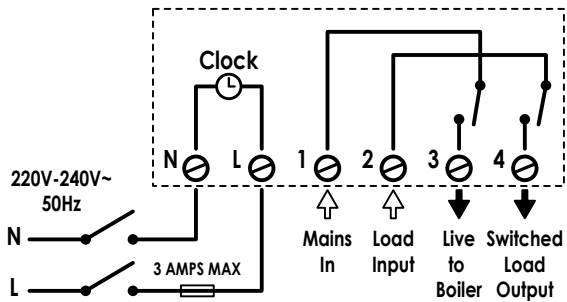 Clock
N L 1 2 3 4
220V-240V~
50Hz
N
L
3 AMPS MAX
Mains
In
Load
Input
Live
to
Boiler
Switched
Load
Output